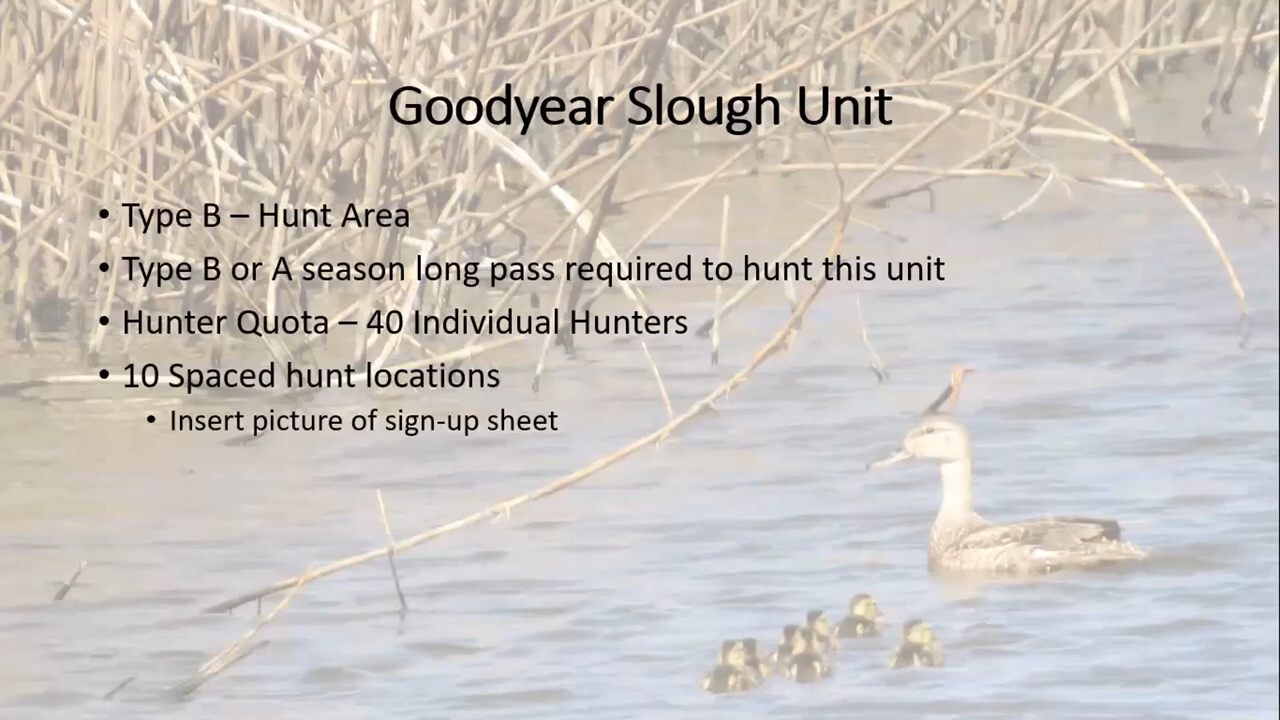 Goodyear Slough Unit
• Type B – Hunt Area
• Type B or A season long pass required to hunt this unit
• Hunter Quota – 40 Individual Hunters
• 10 Spaced hunt locations
• Insert picture of sign-up sheet